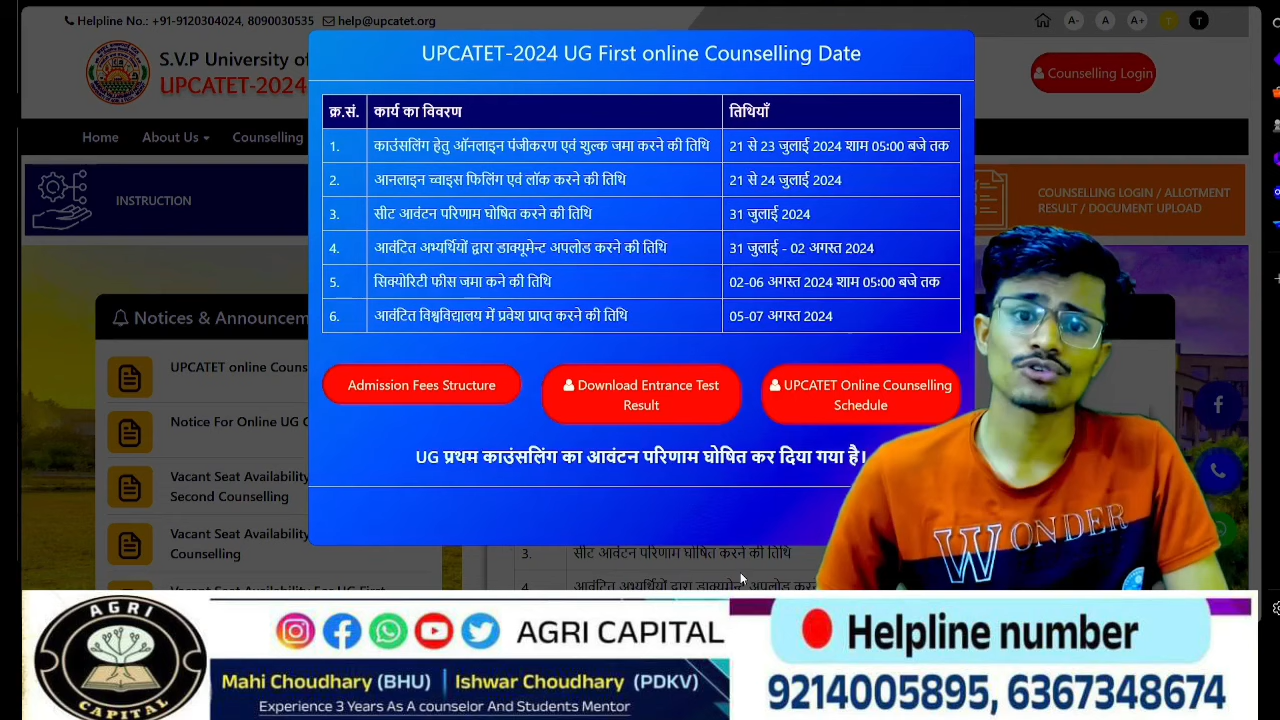 Helpline No.: +91-9120304024, 8090030535 help@upcatet.org
A- A A+ T T
S.V.P University of
UPCATET-2024
Counselling Login
Home About Us Counselling
INSTRUCTION
COUNSELLING LOGIN / ALLOTMENT
RESULT / DOCUMENT UPLOAD
UPCATET-2024 UG First online Counselling Date
क्र.सं. कार्य का विवरण तिथियाँ
1. काउंसलिंग हेतु ऑनलाइन पंजीकरण एवं शुल्क जमा करने की तिथि 21 से 23 जुलाई 2024 शाम 05:00 बजे तक
2. आनलाइन च्वाइस फिलिंग एवं लॉक करने की तिथि 21 से 24 जुलाई 2024
3. सीट आवंटन परिणाम घोषित करने की तिथि 31 जुलाई 2024
4. आवंटित अभ्यर्थियों द्वारा डाक्यूमेन्ट अपलोड करने की तिथि 31 जुलाई - 02 अगस्त 2024
5. सिक्योरिटी फीस जमा कने की तिथि 02-06 अगस्त 2024 शाम 05:00 बजे तक
6. आवंटित विश्वविद्यालय में प्रवेश प्राप्त करने की तिथि 05-07 अगस्त 2024
Admission Fees Structure
Download Entrance Test
Result
UPCATET Online Counselling
Schedule
UG प्रथम काउंसलिंग का आवंटन परिणाम घोषित कर दिया गया है।
Notices & Announcem
UPCATET online Couns
Notice For Online UG C
Vacant Seat Availability
Second Counselling
Vacant Seat Availability
Counselling
3. सीट आवंटन परिणाम घोषित करने की तिथि
4. आवंटित अभ्यर्थियों द्वारा डाक्यूमेन्ट अपलोड कर
WONDER
AGRI
CAPITAL
AGRI CAPITAL
Mahi Choudhary (BHU) | Ishwar Choudhary (PDKV)
Experience 3 Years As A counselor And Students Mentor
Helpline number
9214005895, 6367348674